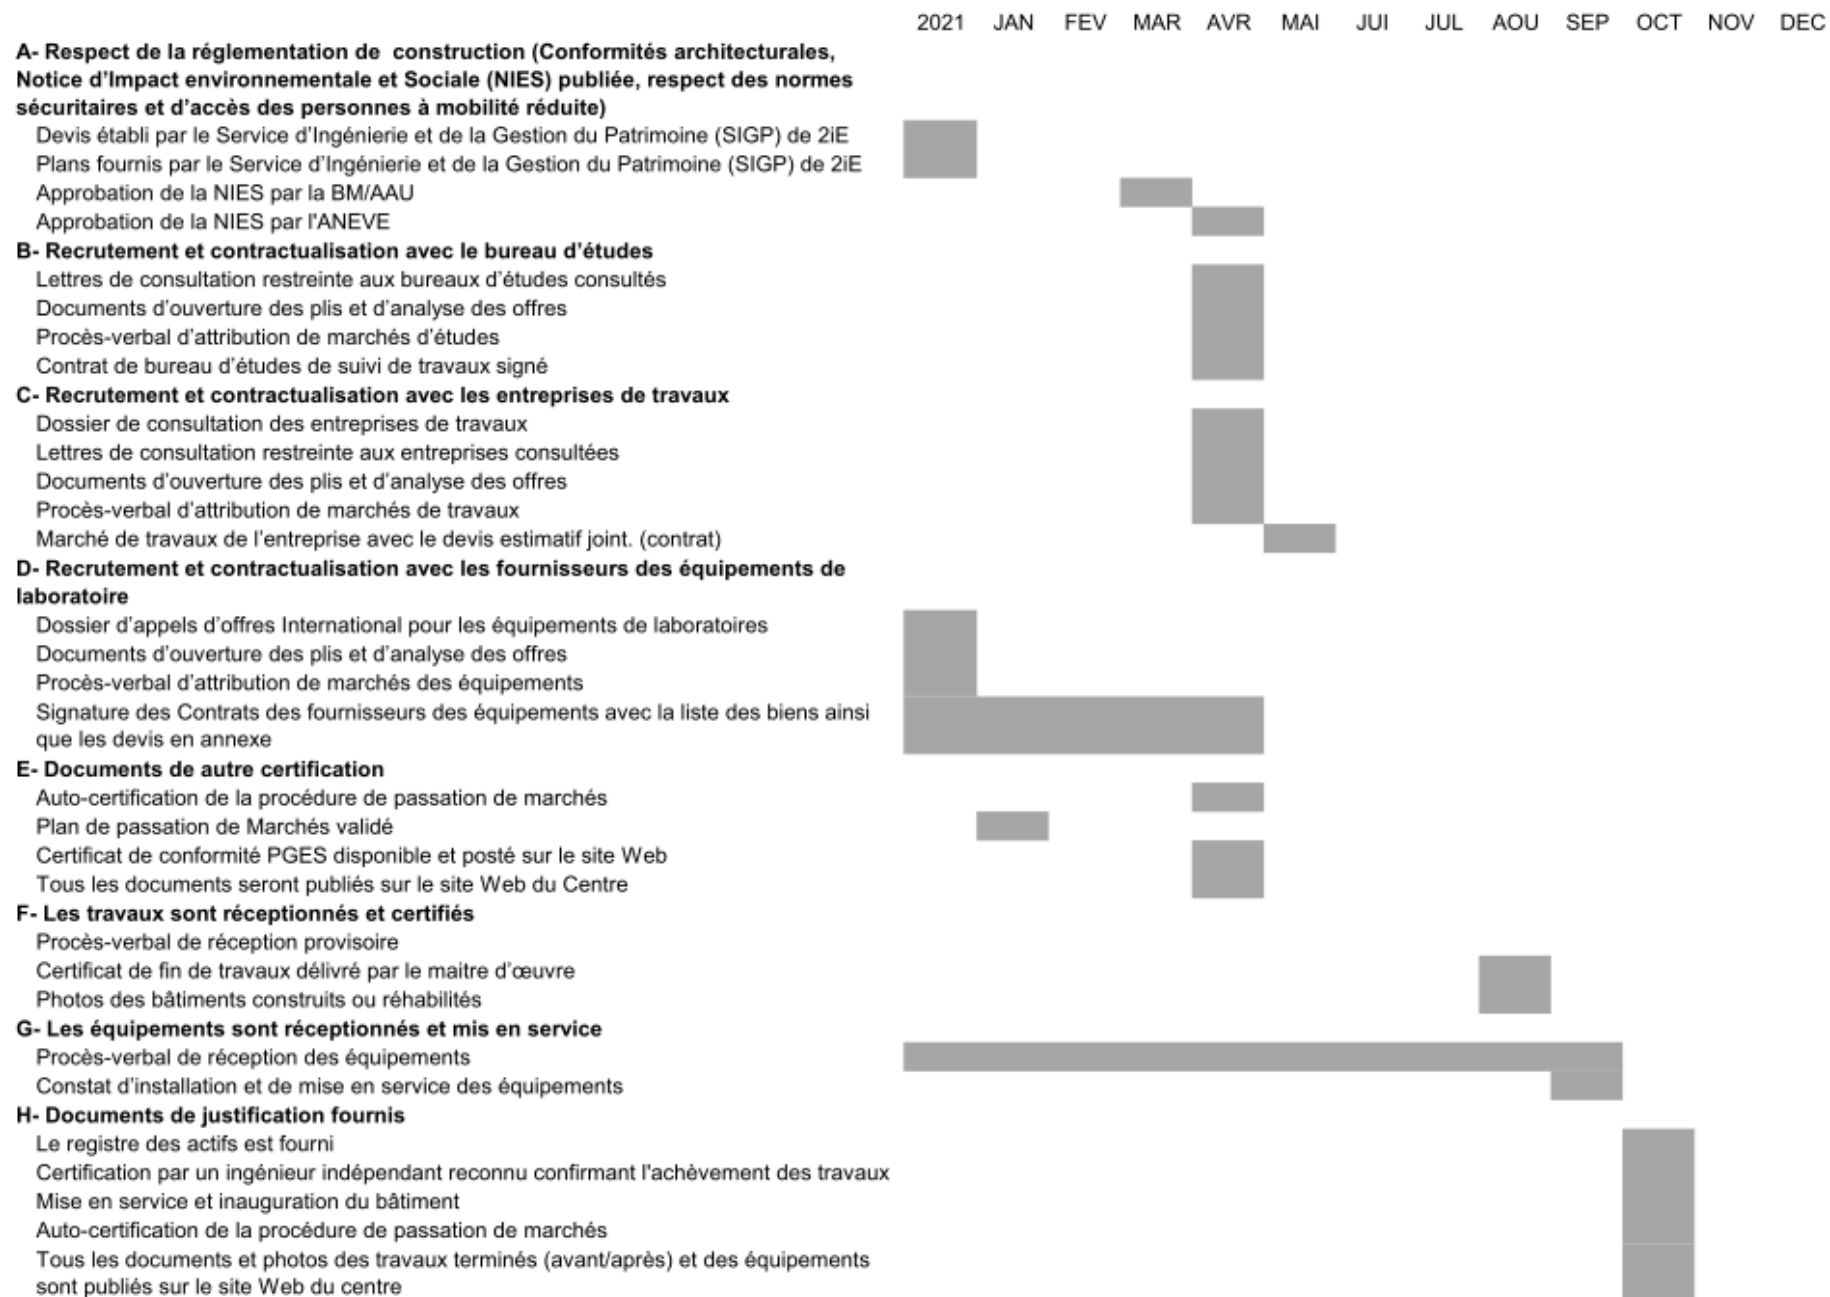 2021 JAN FEV MAR AVR MAI JUI JUL AOU SEP OCT NOV DEC
A- Respect de la réglementation de construction (Conformités architecturales,
Notice d'Impact environnementale et Sociale (NIES) publiée, respect des normes
sécuritaires et d'accès des personnes à mobilité réduite)
Devis établi par le Service d'Ingénierie et de la Gestion du Patrimoine (SIGP) de 2iE
Plans fournis par le Service d'Ingénierie et de la Gestion du Patrimoine (SIGP) de 2iE
Approbation de la NIES par la BM/AAU
Approbation de la NIES par l'ANEVE
B- Recrutement et contractualisation avec le bureau d'études
Lettres de consultation restreinte aux bureaux d'études consultés
Documents d'ouverture des plis et d'analyse des offres
Procès-verbal d'attribution de marchés d'études
Contrat de bureau d'études de suivi de travaux signé
C- Recrutement et contractualisation avec les entreprises de travaux
Dossier de consultation des entreprises de travaux
Lettres de consultation restreinte aux entreprises consultées
Documents d'ouverture des plis et d'analyse des offres
Procès-verbal d'attribution de marchés de travaux
Marché de travaux de l'entreprise avec le devis estimatif joint. (contrat)
D- Recrutement et contractualisation avec les fournisseurs des équipements de
laboratoire
Dossier d'appels d'offres International pour les équipements de laboratoires
Documents d'ouverture des plis et d'analyse des offres
Procès-verbal d'attribution de marchés des équipements
Signature des Contrats des fournisseurs des équipements avec la liste des biens ainsi
que les devis en annexe
E- Documents de autre certification
Auto-certification de la procédure de passation de marchés
Plan de passation de Marchés validé
Certificat de conformité PGES disponible et posté sur le site Web
Tous les documents seront publiés sur le site Web du Centre
F- Les travaux sont réceptionnés et certifiés
Procès-verbal de réception provisoire
Certificat de fin de travaux délivré par le maitre d'œuvre
Photos des bâtiments construits ou réhabilités
G- Les équipements sont réceptionnés et mis en service
Procès-verbal de réception des équipements
Constat d'installation et de mise en service des équipements
H- Documents de justification fournis
Le registre des actifs est fourni
Certification par un ingénieur indépendant reconnu confirmant l'achèvement des travaux
Mise en service et inauguration du bâtiment
Auto-certification de la procédure de passation de marchés
Tous les documents et photos des travaux terminés (avant/après) et des équipements
sont publiés sur le site Web du centre